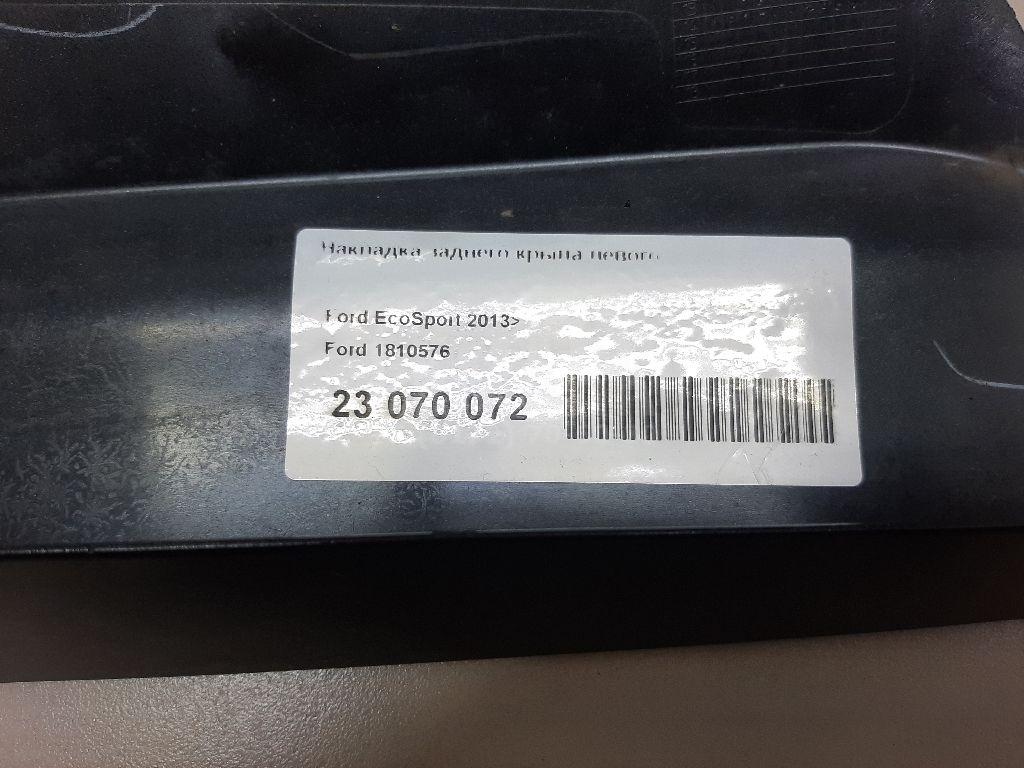 Накладка заднего крыла левого
Ford EcoSport 2013>
Ford 1810576
23 070 072